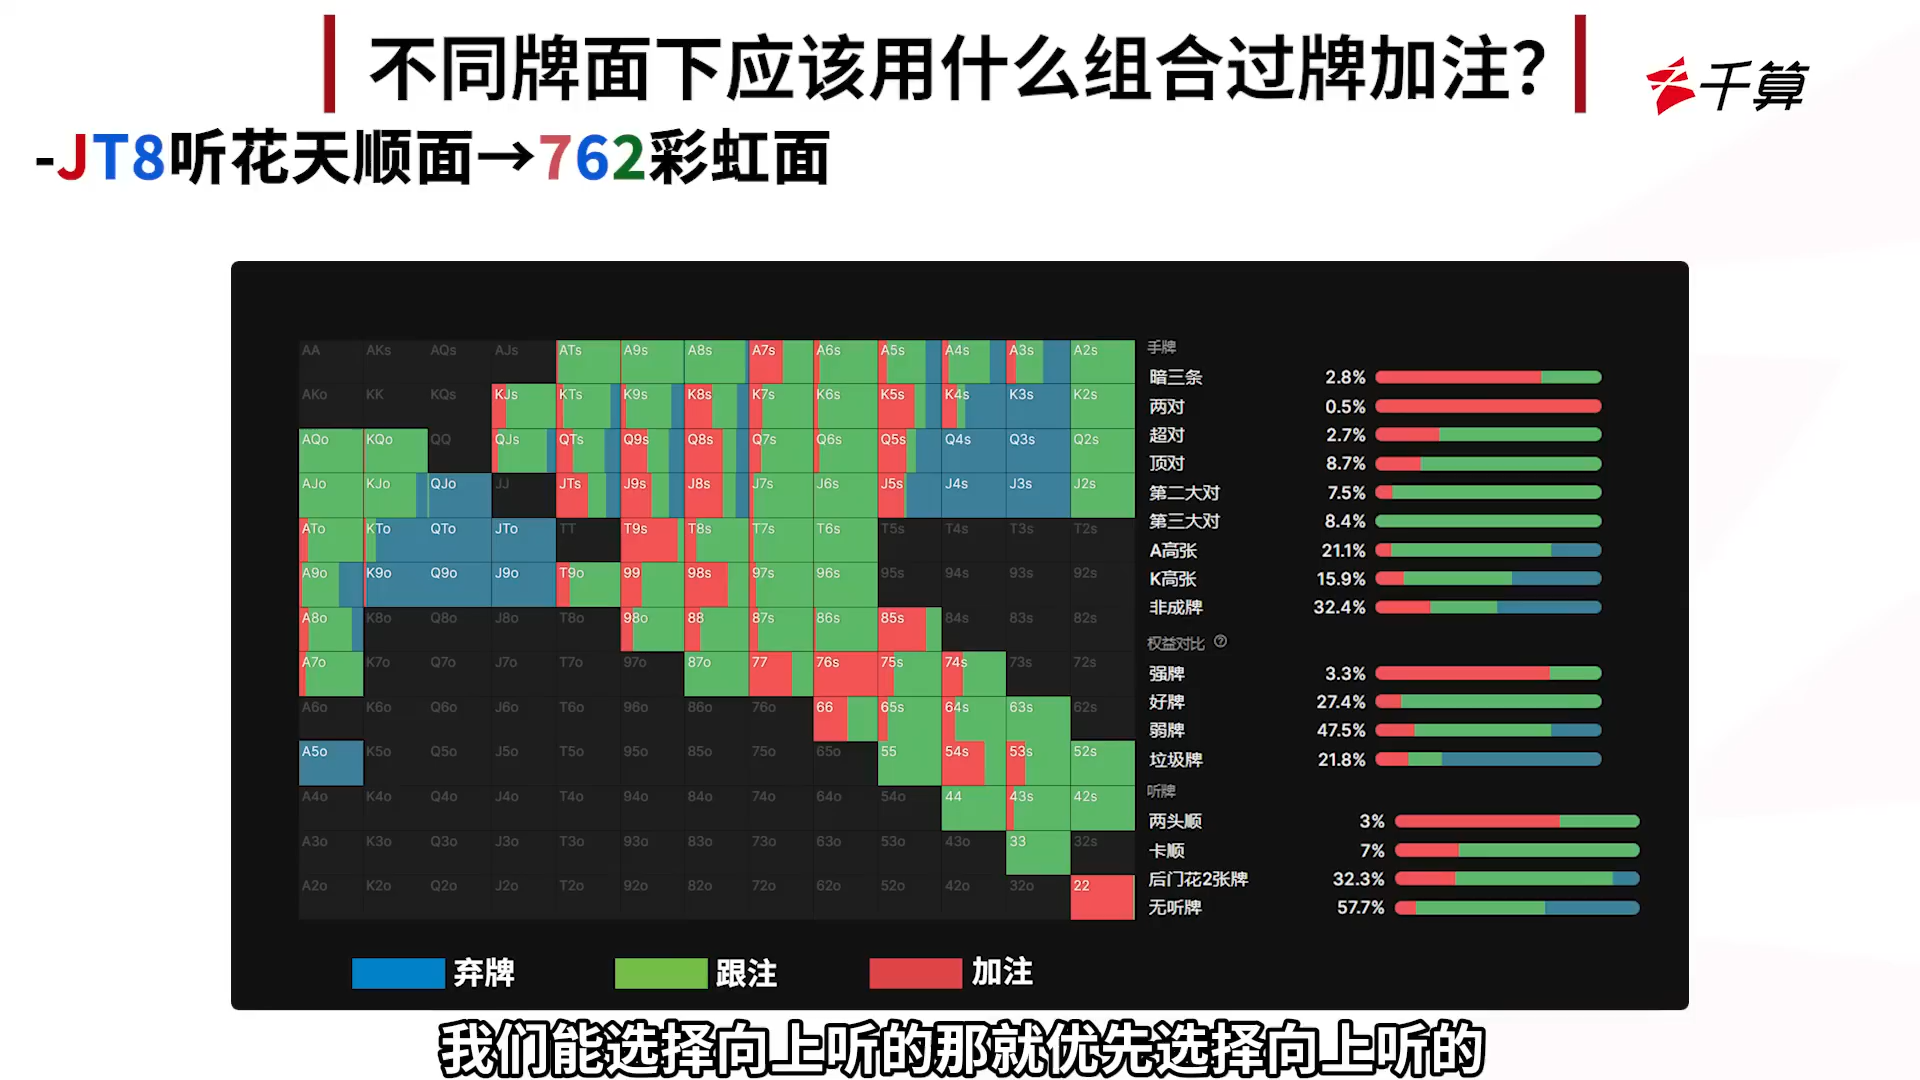 不同牌面下应该用什么组合过牌加注？
千算
-JT8听花天顺面→762彩虹面
AA AKs AQs AJs ATs A9s A8s A7s A6s A5s A4s A3s A2s
AKo KK KQs KJs KTs K9s K8s K7s K6s K5s K4s K3s K2s
AQo KQo QQ QJs QTs Q9s Q8s Q7s Q6s Q5s Q4s Q3s Q2s
AJo KJo QJo JJ JTs J9s J8s J7s J6s J5s J4s J3s J2s
ATo KTo QTo JTo TT T9s T8s T7s T6s T5s T4s T3s T2s
A9o K9o Q9o J9o T9o 99 98s 97s 96s 95s 94s 93s 92s
A8o K8o Q8o J8o T8o 98o 88 87s 86s 85s 84s 83s 82s
A7o K7o Q7o J7o T7o 97o 87o 77 76s 75s 74s 73s 72s
A6o K6o Q6o J6o T6o 96o 86o 76o 66 65s 64s 63s 62s
A5o K5o Q5o J5o T5o 95o 85o 75o 65o 55 54s 53s 52s
A4o K4o Q4o J4o T4o 94o 84o 74o 64o 54o 44 43s 42s
A3o K3o Q3o J3o T3o 93o 83o 73o 63o 53o 43o 33 32s
A2o K2o Q2o J2o T2o 92o 82o 72o 62o 52o 42o 32o 22
手牌
暗三条 2.8%
两对 0.5%
超对 2.7%
顶对 8.7%
第二大对 7.5%
第三大对 8.4%
A高张 21.1%
K高张 15.9%
非成牌 32.4%
权益对比 ?
强牌 3.3%
好牌 27.4%
弱牌 47.5%
垃圾牌 21.8%
听牌
两头顺 3%
卡顺 7%
后门花2张牌 32.3%
无听牌 57.7%
弃牌 跟注 加注
我们能选择向上听的那就优先选择向上听的